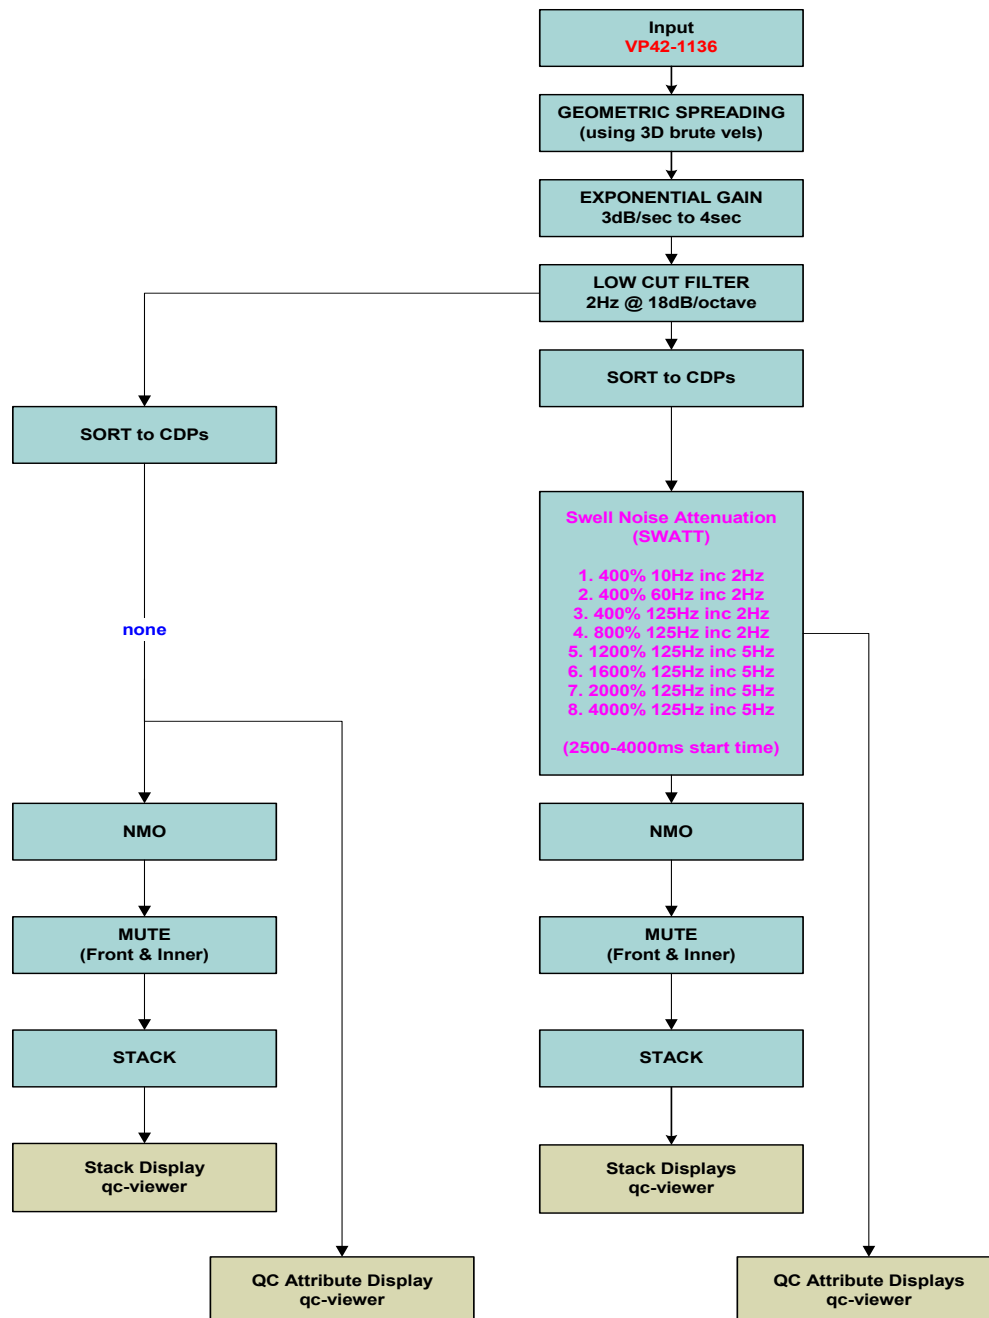 Input
VP42-1136
GEOMETRIC SPREADING
(using 3D brute vels)
EXPONENTIAL GAIN
3dB/sec to 4sec
LOW CUT FILTER
2Hz @ 18dB/octave
SORT to CDPs
SORT to CDPs
Swell Noise Attenuation
(SWATT)
1. 400% 10Hz inc 2Hz
2. 400% 60Hz inc 2Hz
3. 400% 125Hz inc 2Hz
4. 800% 125Hz inc 2Hz
5. 1200% 125Hz inc 5Hz
6. 1600% 125Hz inc 5Hz
7. 2000% 125Hz inc 5Hz
8. 4000% 125Hz inc 5Hz
(2500-4000ms start time)
none
NMO
NMO
MUTE
(Front & Inner)
MUTE
(Front & Inner)
STACK
STACK
Stack Display
qc-viewer
Stack Displays
qc-viewer
QC Attribute Display
qc-viewer
QC Attribute Displays
qc-viewer